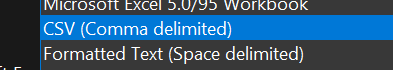 Microsoft Excel 5.0/95 Workbook
CSV (Comma delimited)
Formatted Text (Space delimited)